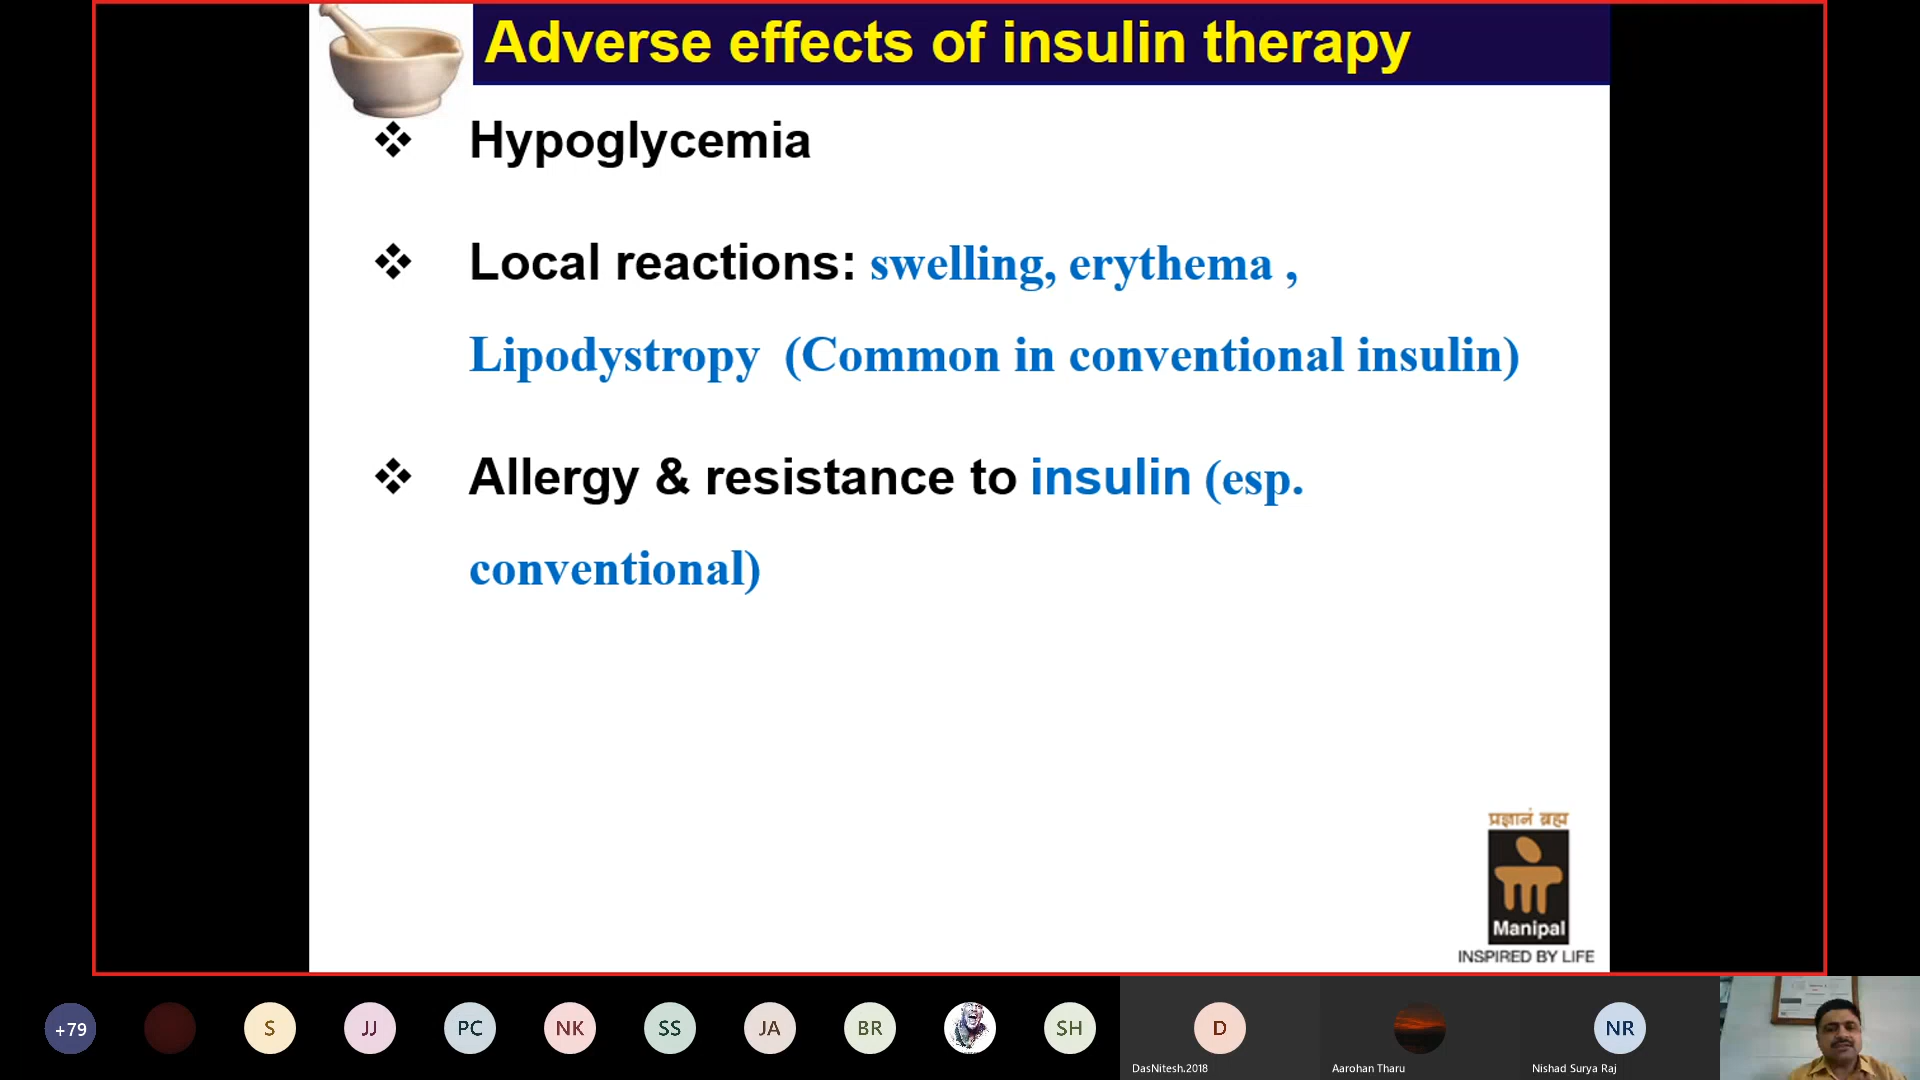 Adverse effects of insulin therapy
❖ Hypoglycemia
❖ Local reactions: swelling, erythema ,
Lipodystropy (Common in conventional insulin)
❖ Allergy & resistance to insulin (esp.
conventional)
प्रज्ञानं ब्रह्म
Manipal
INSPIRED BY LIFE
+79
S
JJ
PC
NK
SS
JA
BR
SH
D
NR
DasNitesh.2018
Aarohan Tharu
Nishad Surya Raj